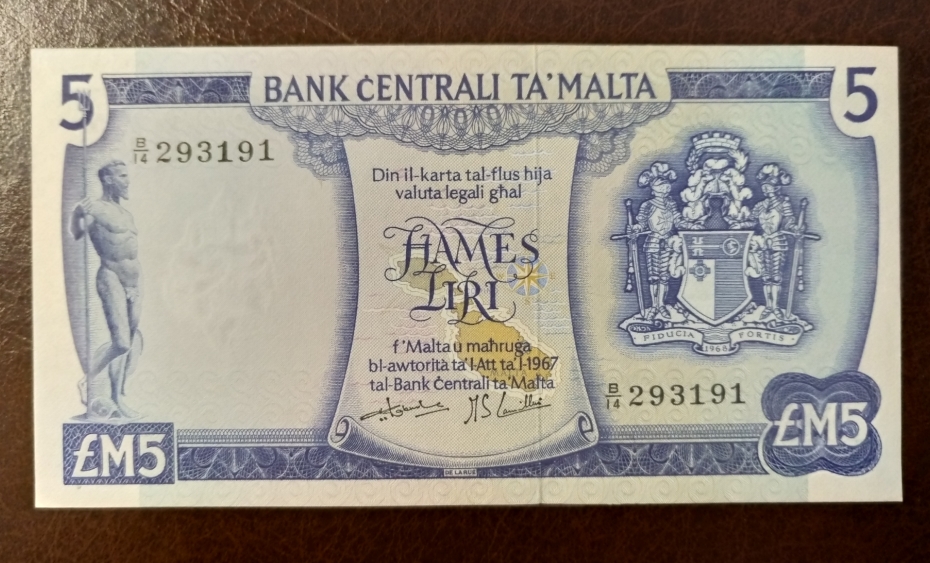 5 BANK ĊENTRALI TA' MALTA 5
B/14 293191
Din il-karta tal-flus hija
valuta legali għal
ĦAMES
LIRI
f'Malta u maħruġa
bl-awtorità ta'l-Att ta'l-1967
tal-Bank Ċentrali ta'Malta
FIDUCIA FORTIS
1968
B/14 293191
£M5 £M5
DE LA RUE